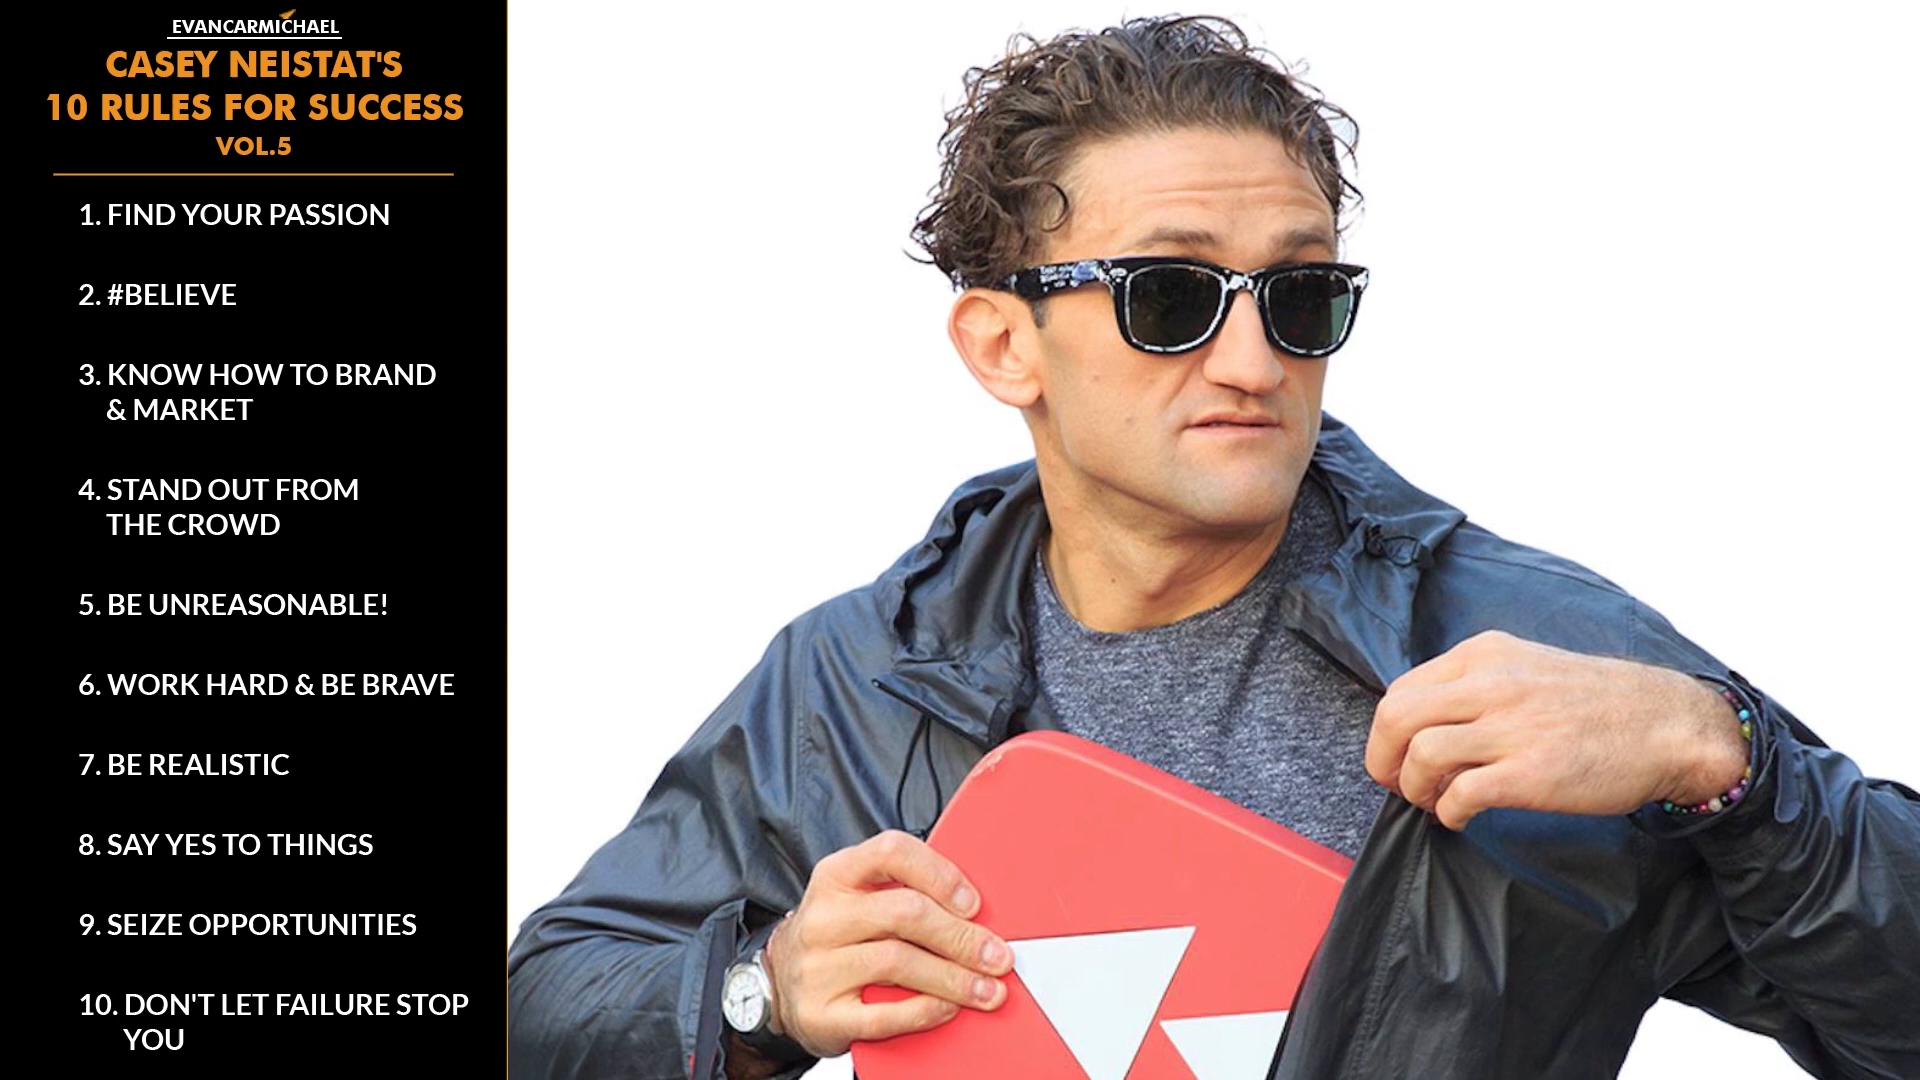 EVANCARMICHAEL
CASEY NEISTAT'S
10 RULES FOR SUCCESS
VOL.5
1. FIND YOUR PASSION
2. #BELIEVE
3. KNOW HOW TO BRAND
& MARKET
4. STAND OUT FROM
THE CROWD
5. BE UNREASONABLE!
6. WORK HARD & BE BRAVE
7. BE REALISTIC
8. SAY YES TO THINGS
9. SEIZE OPPORTUNITIES
10. DON'T LET FAILURE STOP
YOU